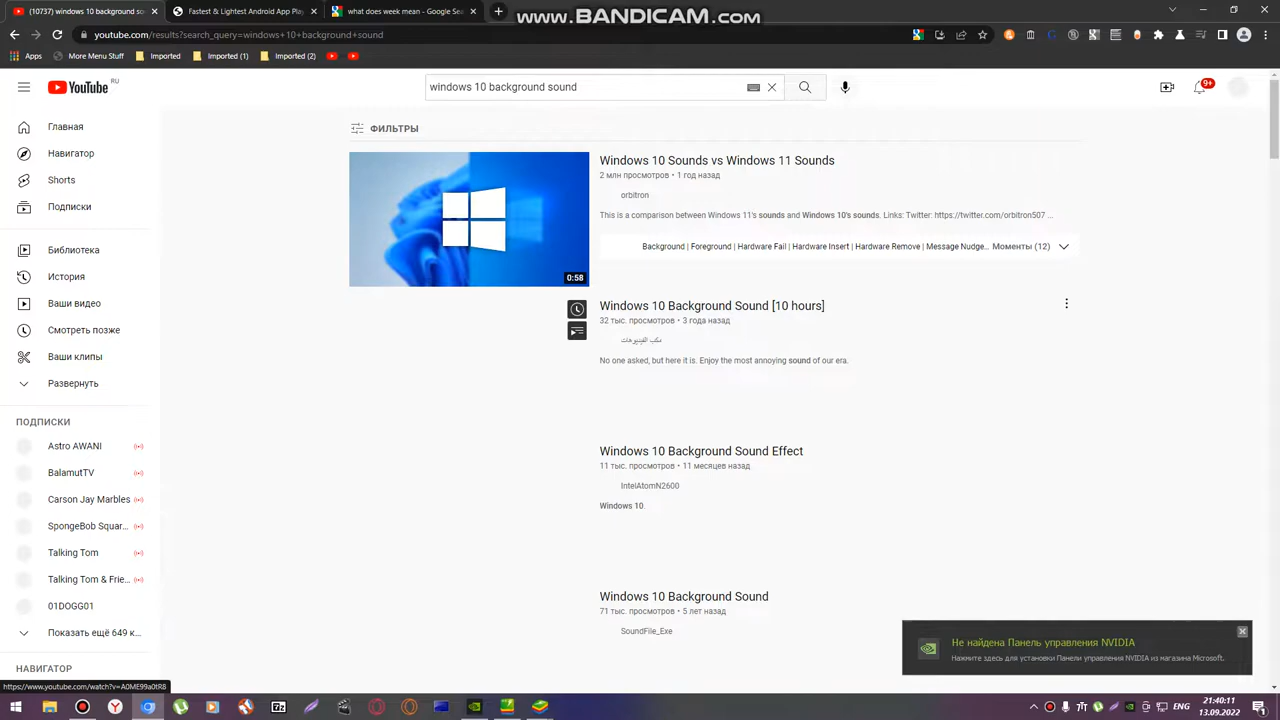 (10737) windows 10 background so
Fastest & Lightest Android App Play
what does week mean - Google Sea
www.BANDICAM.com
youtube.com/results?search_query=windows+10+background+sound
Apps
More Menu Stuff
Imported
Imported (1)
Imported (2)
YouTube
RU
windows 10 background sound
9+
Главная
Навигатор
Shorts
Подписки
Библиотека
История
Ваши видео
Смотреть позже
Ваши клипы
Развернуть
ПОДПИСКИ
Astro AWANI
BalamutTV
Carson Jay Marbles
SpongeBob Squar...
Talking Tom
Talking Tom & Frie...
01DOGG01
Показать ещё 649 к...
НАВИГАТОР
https://www.youtube.com/watch?v=A0ME99a0tR8
ФИЛЬТРЫ
0:58
Windows 10 Sounds vs Windows 11 Sounds
2 млн просмотров • 1 год назад
orbitron
This is a comparison between Windows 11's sounds and Windows 10's sounds. Links: Twitter: https://twitter.com/orbitron507 ...
Background | Foreground | Hardware Fail | Hardware Insert | Hardware Remove | Message Nudge... Моменты (12)
Windows 10 Background Sound [10 hours]
32 тыс. просмотров • 3 года назад
مكتب الفيديوهات
No one asked, but here it is. Enjoy the most annoying sound of our era.
Windows 10 Background Sound Effect
11 тыс. просмотров • 11 месяцев назад
IntelAtomN2600
Windows 10.
Windows 10 Background Sound
71 тыс. просмотров • 5 лет назад
SoundFile_Exe
Не найдена Панель управления NVIDIA
Нажмите здесь для установки Панели управления NVIDIA из магазина Microsoft.
ENG
21:40:11
13.09.2022